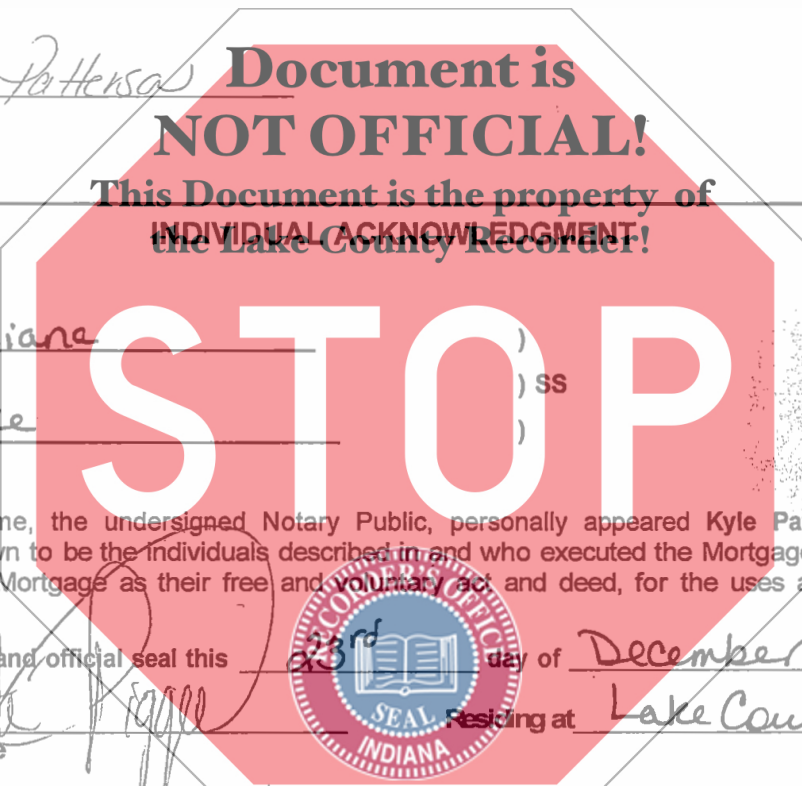 Patterson
Document is
NOT OFFICIAL!
This Document is the property of
INDIVIDUAL ACKNOWLEDGMENT
the Lake County Recorder!
iana )
STOP
) SS
e )
me, the undersigned Notary Public, personally appeared Kyle Pa
wn to be the individuals described in and who executed the Mortgage
Mortgage as their free and voluntary act and deed, for the uses a
and official seal this 23rd day of December
Residing at Lake Cou
RECORDER'S OFFICE
SEAL
INDIANA